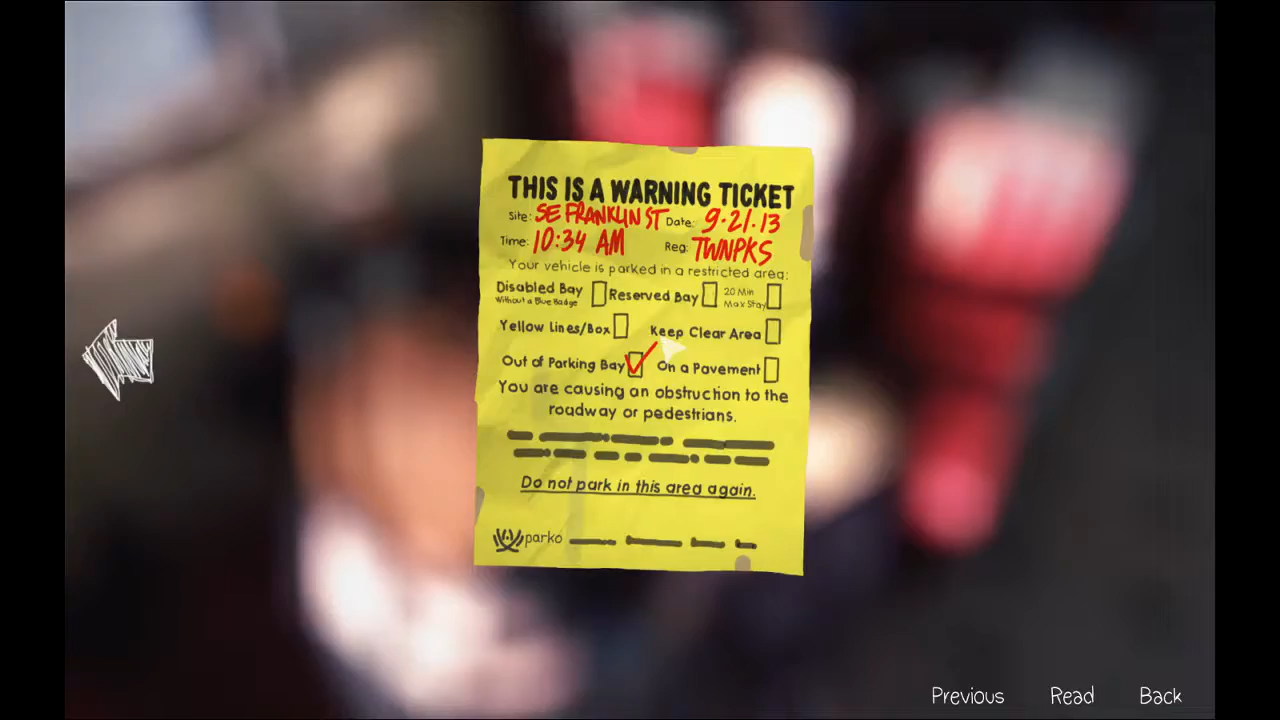 THIS IS A WARNING TICKET
Site: SE FRANKLIN ST Date: 9-21-13
Time: 10:34 AM Reg: TWNPKS
Your vehicle is parked in a restricted area:
Disabled Bay Reserved Bay 20 Min
Without a Blue Badge Max Stay
Yellow Lines/Box Keep Clear Area
Out of Parking Bay On a Pavement
You are causing an obstruction to the
roadway or pedestrians.
Do not park in this area again.
parko
Previous Read Back